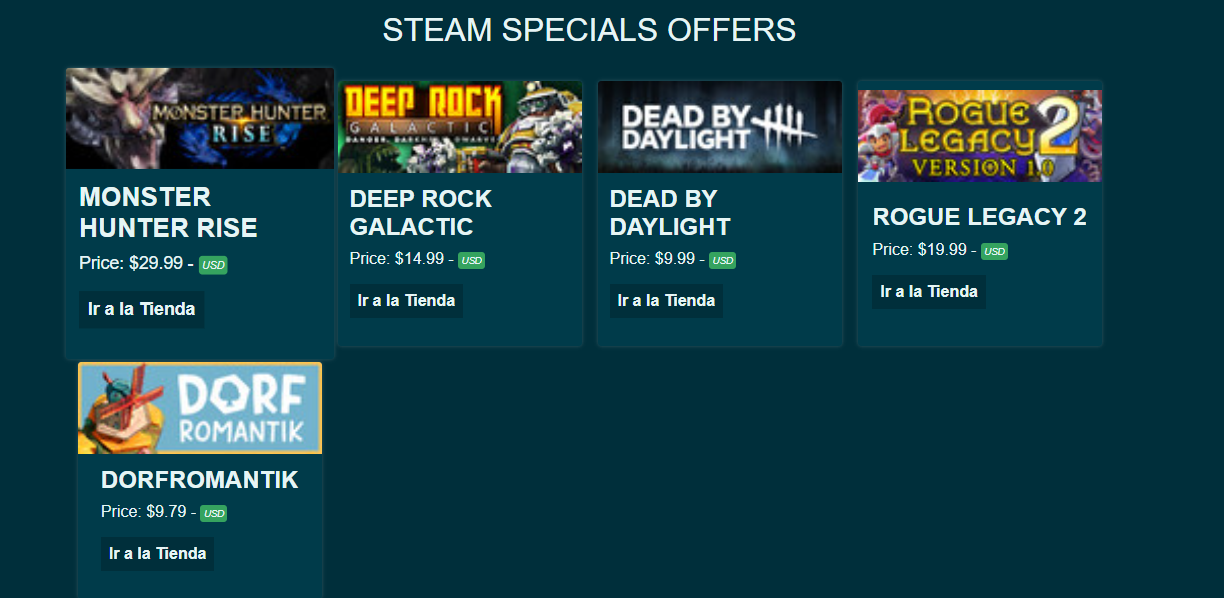 STEAM SPECIALS OFFERS
MONSTER HUNTER
RISE
MONSTER
HUNTER RISE
Price: $29.99 - USD
Ir a la Tienda
DEEP ROCK
GALACTIC
DANGER. DARKNESS. DWARVES.
DEEP ROCK
GALACTIC
Price: $14.99 - USD
Ir a la Tienda
DEAD BY
DAYLIGHT
DEAD BY
DAYLIGHT
Price: $9.99 - USD
Ir a la Tienda
ROGUE
LEGACY 2
VERSION 1.0
ROGUE LEGACY 2
Price: $19.99 - USD
Ir a la Tienda
DORF
ROMANTIK
DORFROMANTIK
Price: $9.79 - USD
Ir a la Tienda